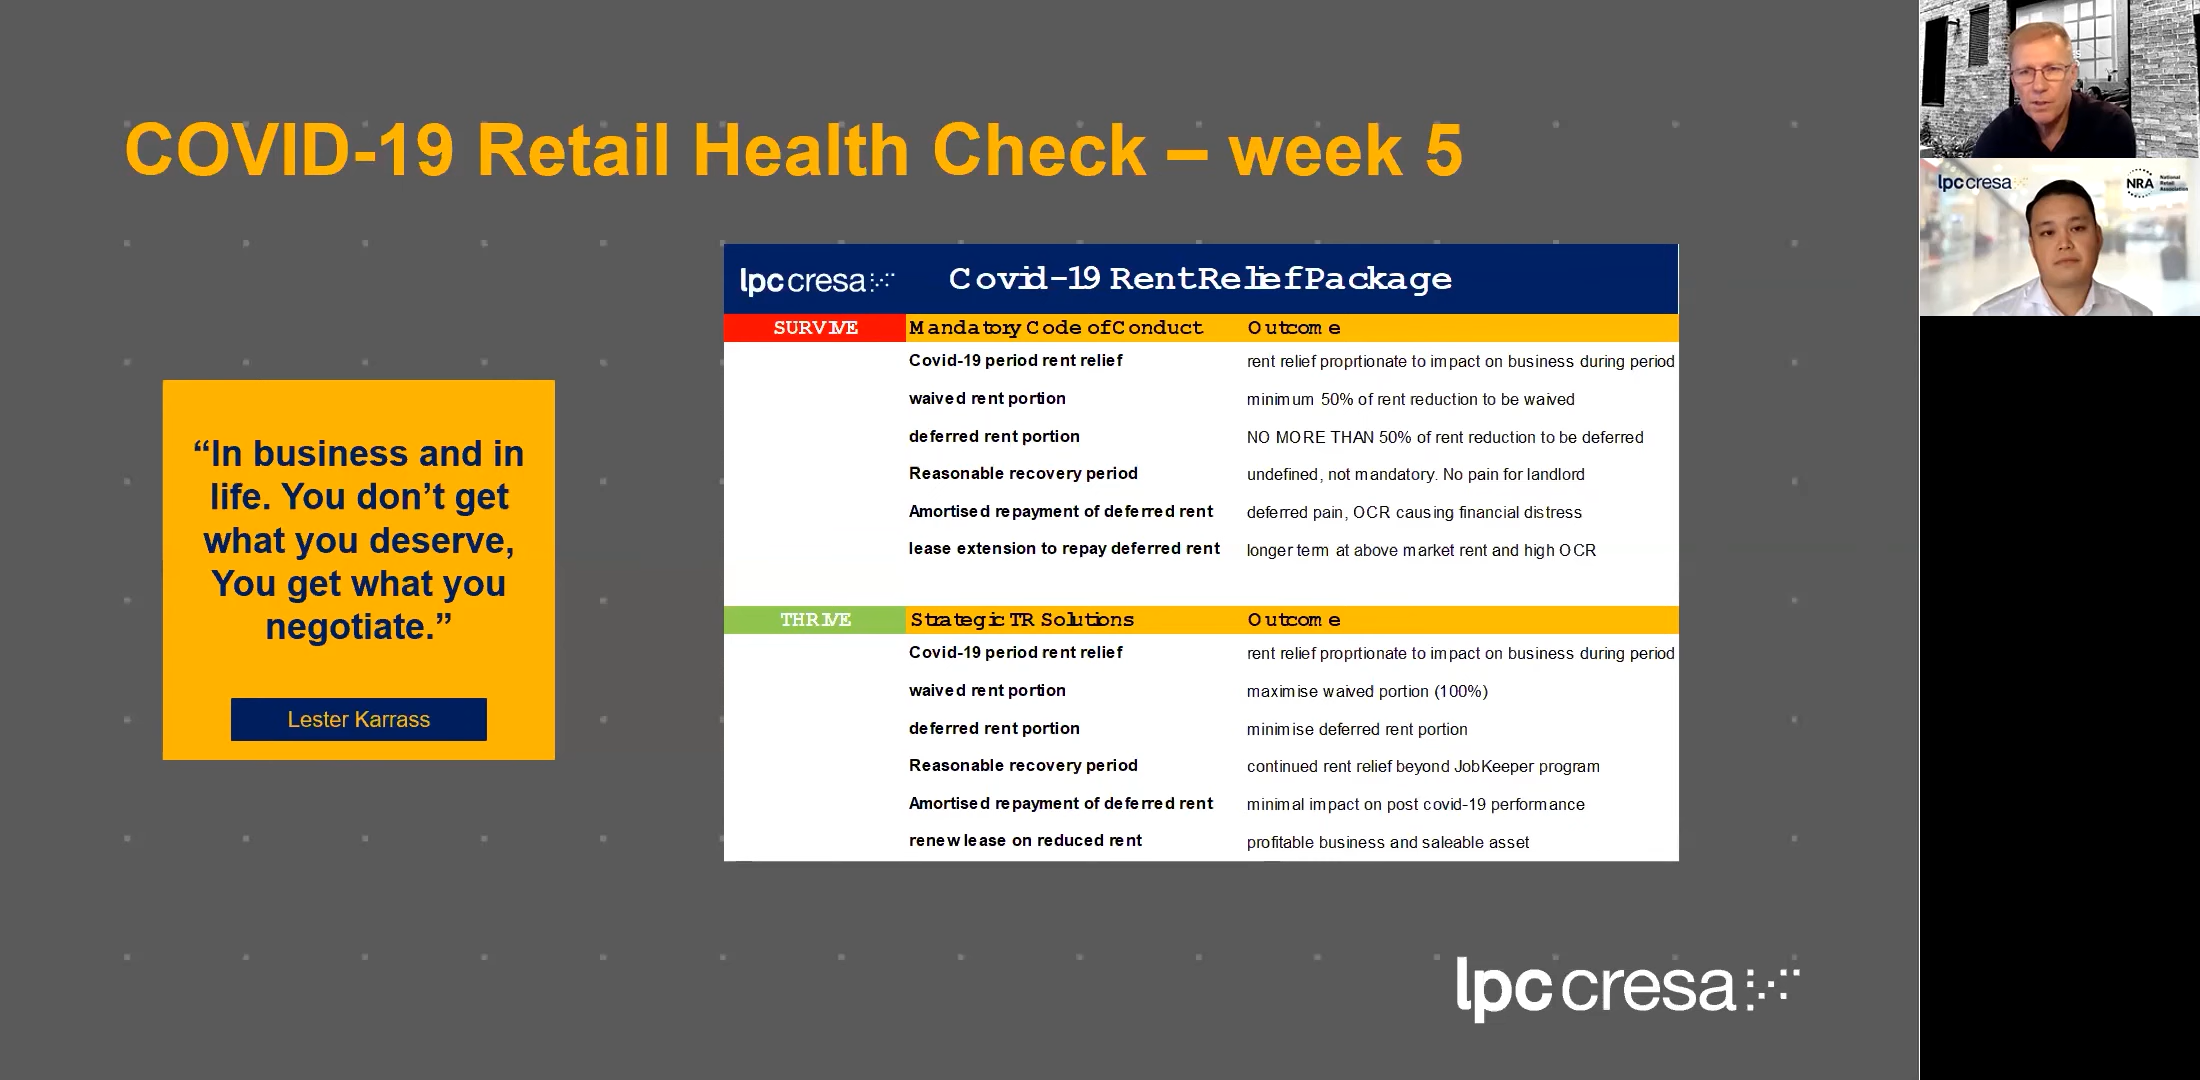 COVID-19 Retail Health Check – week 5
“In business and in
life. You don’t get
what you deserve,
You get what you
negotiate.”
Lester Karrass
lpc cresa
Covid-19 Rent Relief Package
SURVIVE Mandatory Code of Conduct Outcome
Covid-19 period rent relief rent relief proprtionate to impact on business during period
waived rent portion minimum 50% of rent reduction to be waived
deferred rent portion NO MORE THAN 50% of rent reduction to be deferred
Reasonable recovery period undefined, not mandatory. No pain for landlord
Amortised repayment of deferred rent deferred pain, OCR causing financial distress
lease extension to repay deferred rent longer term at above market rent and high OCR
THRIVE Strategic TR Solutions Outcome
Covid-19 period rent relief rent relief proprtionate to impact on business during period
waived rent portion maximise waived portion (100%)
deferred rent portion minimise deferred rent portion
Reasonable recovery period continued rent relief beyond JobKeeper program
Amortised repayment of deferred rent minimal impact on post covid-19 performance
renew lease on reduced rent profitable business and saleable asset
lpc cresa
lpc cresa
NRA
National
Retail
Association